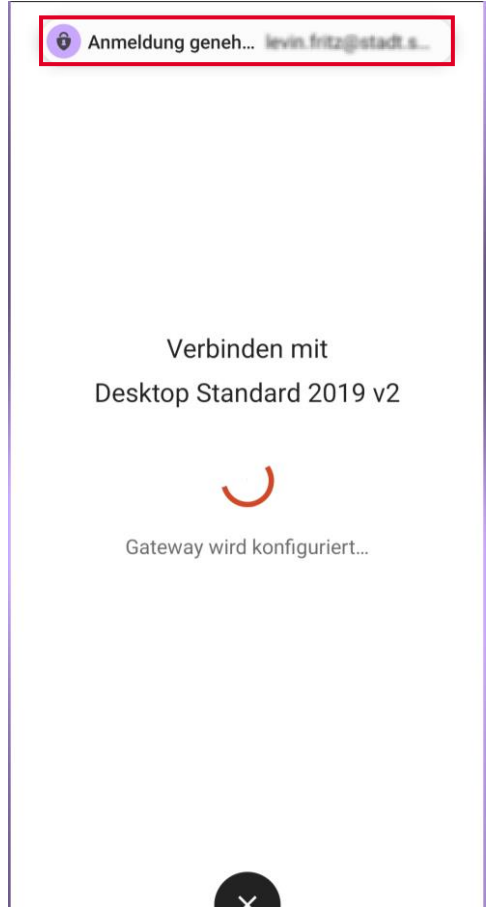 Anmeldung geneh…
Verbinden mit
Desktop Standard 2019 v2
Gateway wird konfiguriert…